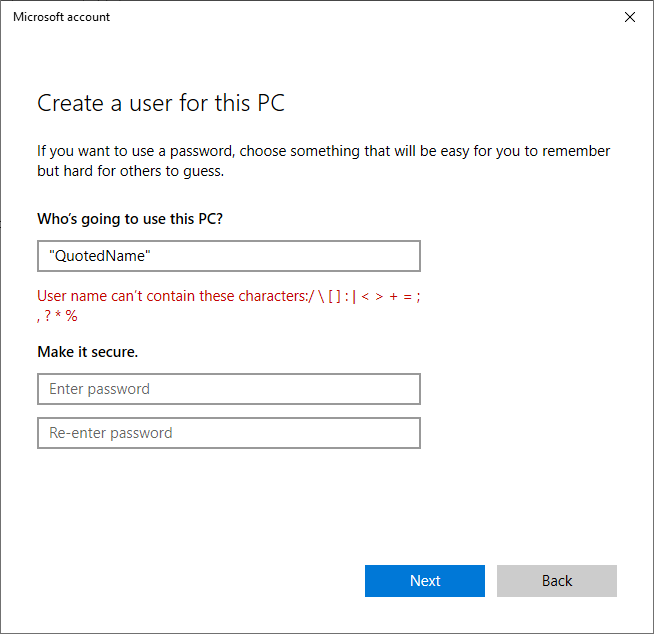 Microsoft account
Create a user for this PC
If you want to use a password, choose something that will be easy for you to remember
but hard for others to guess.
Who's going to use this PC?
"QuotedName"
User name can't contain these characters:/ \ [ ] : | < > + = ;
, ? * %
Make it secure.
Enter password
Re-enter password
Next
Back